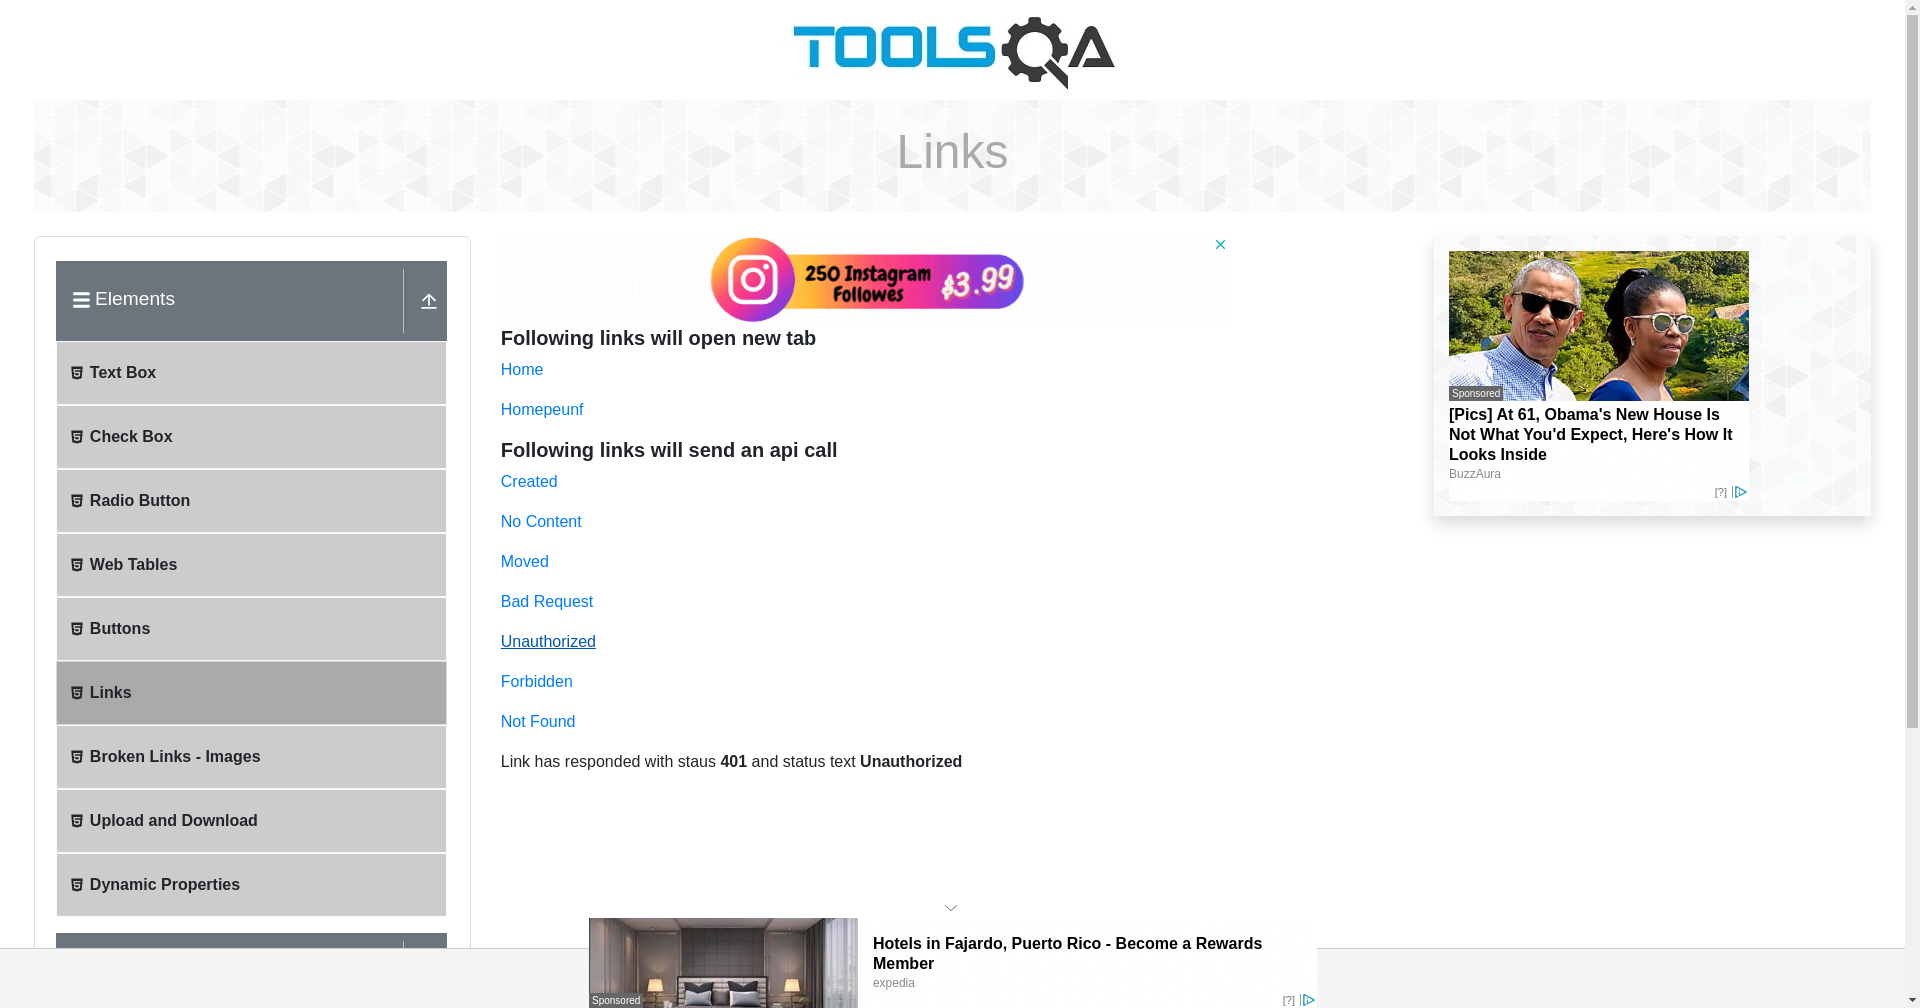 TOOLSQA
Links
Elements
Text Box
Check Box
Radio Button
Web Tables
Buttons
Links
Broken Links - Images
Upload and Download
Dynamic Properties
250 Instagram
Followes
$3.99
Following links will open new tab
Home
Homepeunf
Following links will send an api call
Created
No Content
Moved
Bad Request
Unauthorized
Forbidden
Not Found
Link has responded with staus 401 and status text Unauthorized
Sponsored
[Pics] At 61, Obama's New House Is
Not What You'd Expect, Here's How It
Looks Inside
BuzzAura
[?]
Sponsored
Hotels in Fajardo, Puerto Rico - Become a Rewards
Member
expedia
[?]